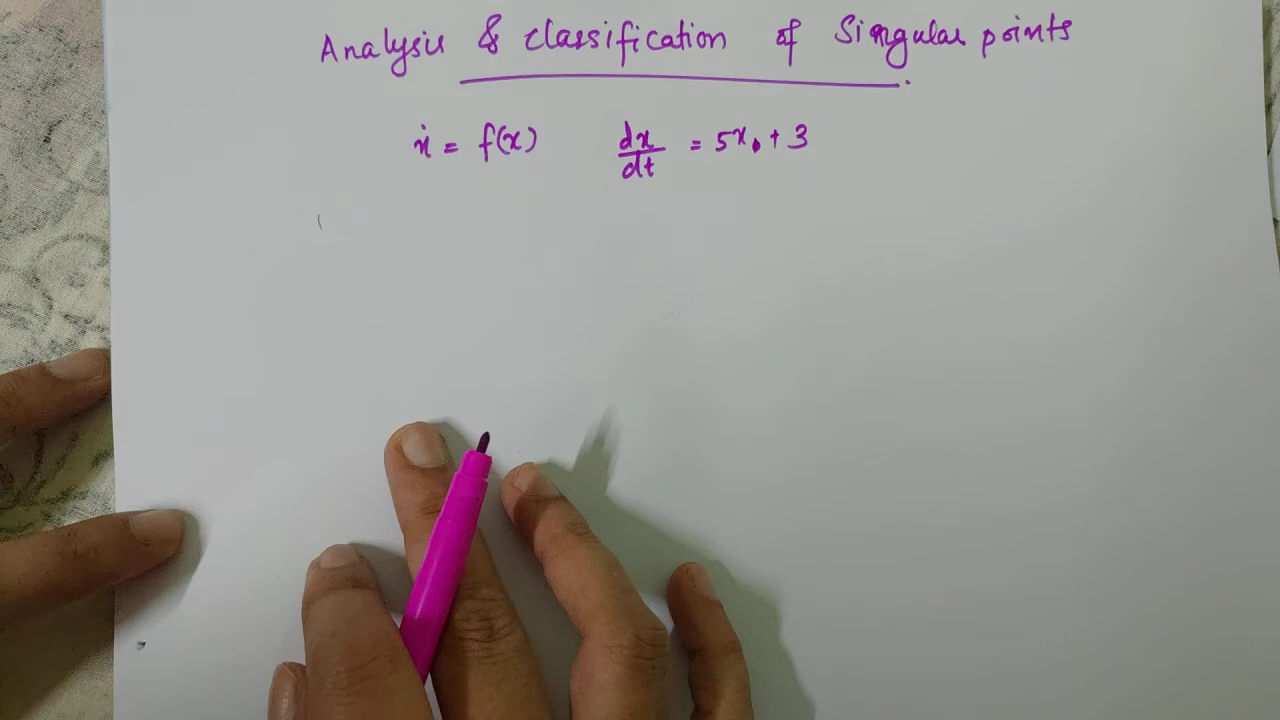 Analysis & classification of Singular points
ẋ = f(x) dx/dt = 5x + 3